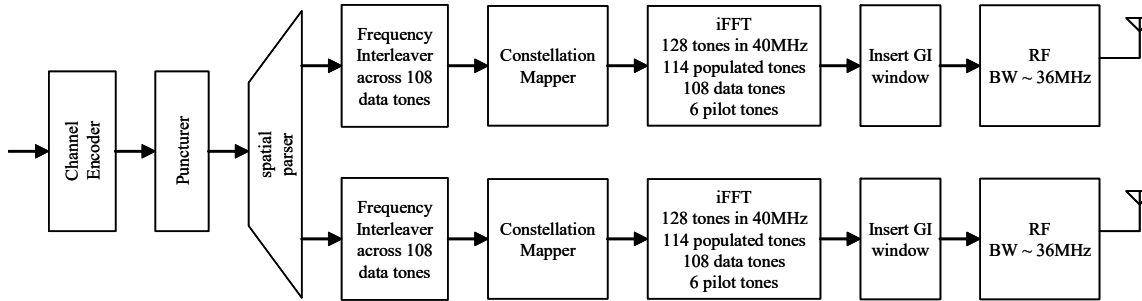 Channel
Encoder
Puncturer
spatial
parser
Frequency
Interleaver
across 108
data tones
Constellation
Mapper
iFFT
128 tones in 40MHz
114 populated tones
108 data tones
6 pilot tones
Insert GI
window
RF
BW ~ 36MHz
Frequency
Interleaver
across 108
data tones
Constellation
Mapper
iFFT
128 tones in 40MHz
114 populated tones
108 data tones
6 pilot tones
Insert GI
window
RF
BW ~ 36MHz